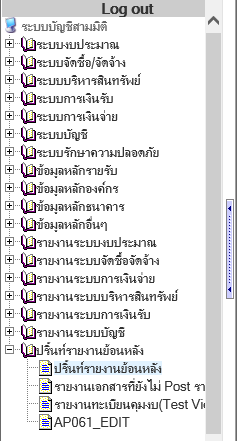 Log out
ระบบบัญชีสามมิติ
ระบบงบประมาณ
ระบบจัดซื้อ/จัดจ้าง
ระบบบริหารสินทรัพย์
ระบบการเงินรับ
ระบบการเงินจ่าย
ระบบบัญชี
ระบบรักษาความปลอดภัย
ข้อมูลหลักรายรับ
ข้อมูลหลักองค์กร
ข้อมูลหลักธนาคาร
ข้อมูลหลักอื่นๆ
รายงานระบบงบประมาณ
รายงานระบบจัดซื้อจัดจ้าง
รายงานระบบการเงินจ่าย
รายงานระบบบริหารสินทรัพย์
รายงานระบบการเงินรับ
รายงานระบบบัญชี
ปริ๊นท์รายงานย้อนหลัง
ปริ๊นท์รายงานย้อนหลัง
รายงานเอกสารที่ยังไม่ Post รา
รายงานทะเบียนคุมงบ(Test Vie
AP061_EDIT